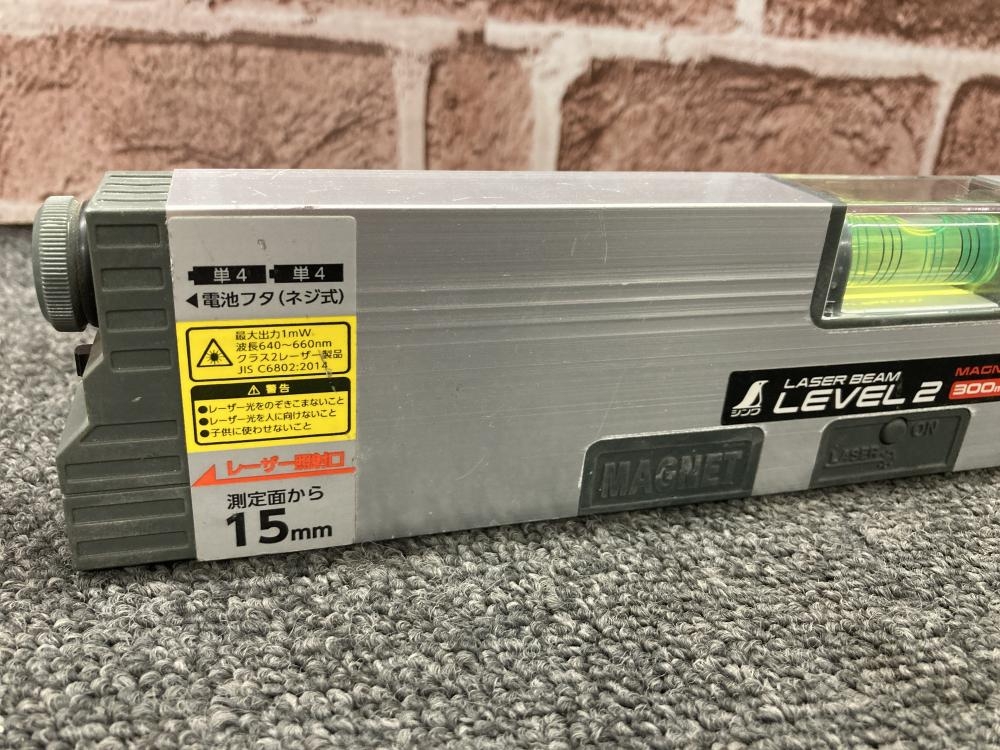 単4 単4
◀電池フタ(ネジ式)
最大出力1mW
波長640～660nm
クラス2レーザー製品
JIS C6802:2014
⚠警告
●レーザー光をのぞきこまないこと
●レーザー光を人に向けないこと
●子供に使わせないこと
レーザー照射口
測定面から
15mm
シンワ
LASER BEAM
LEVEL 2
300
MAGNET
ON
LASER